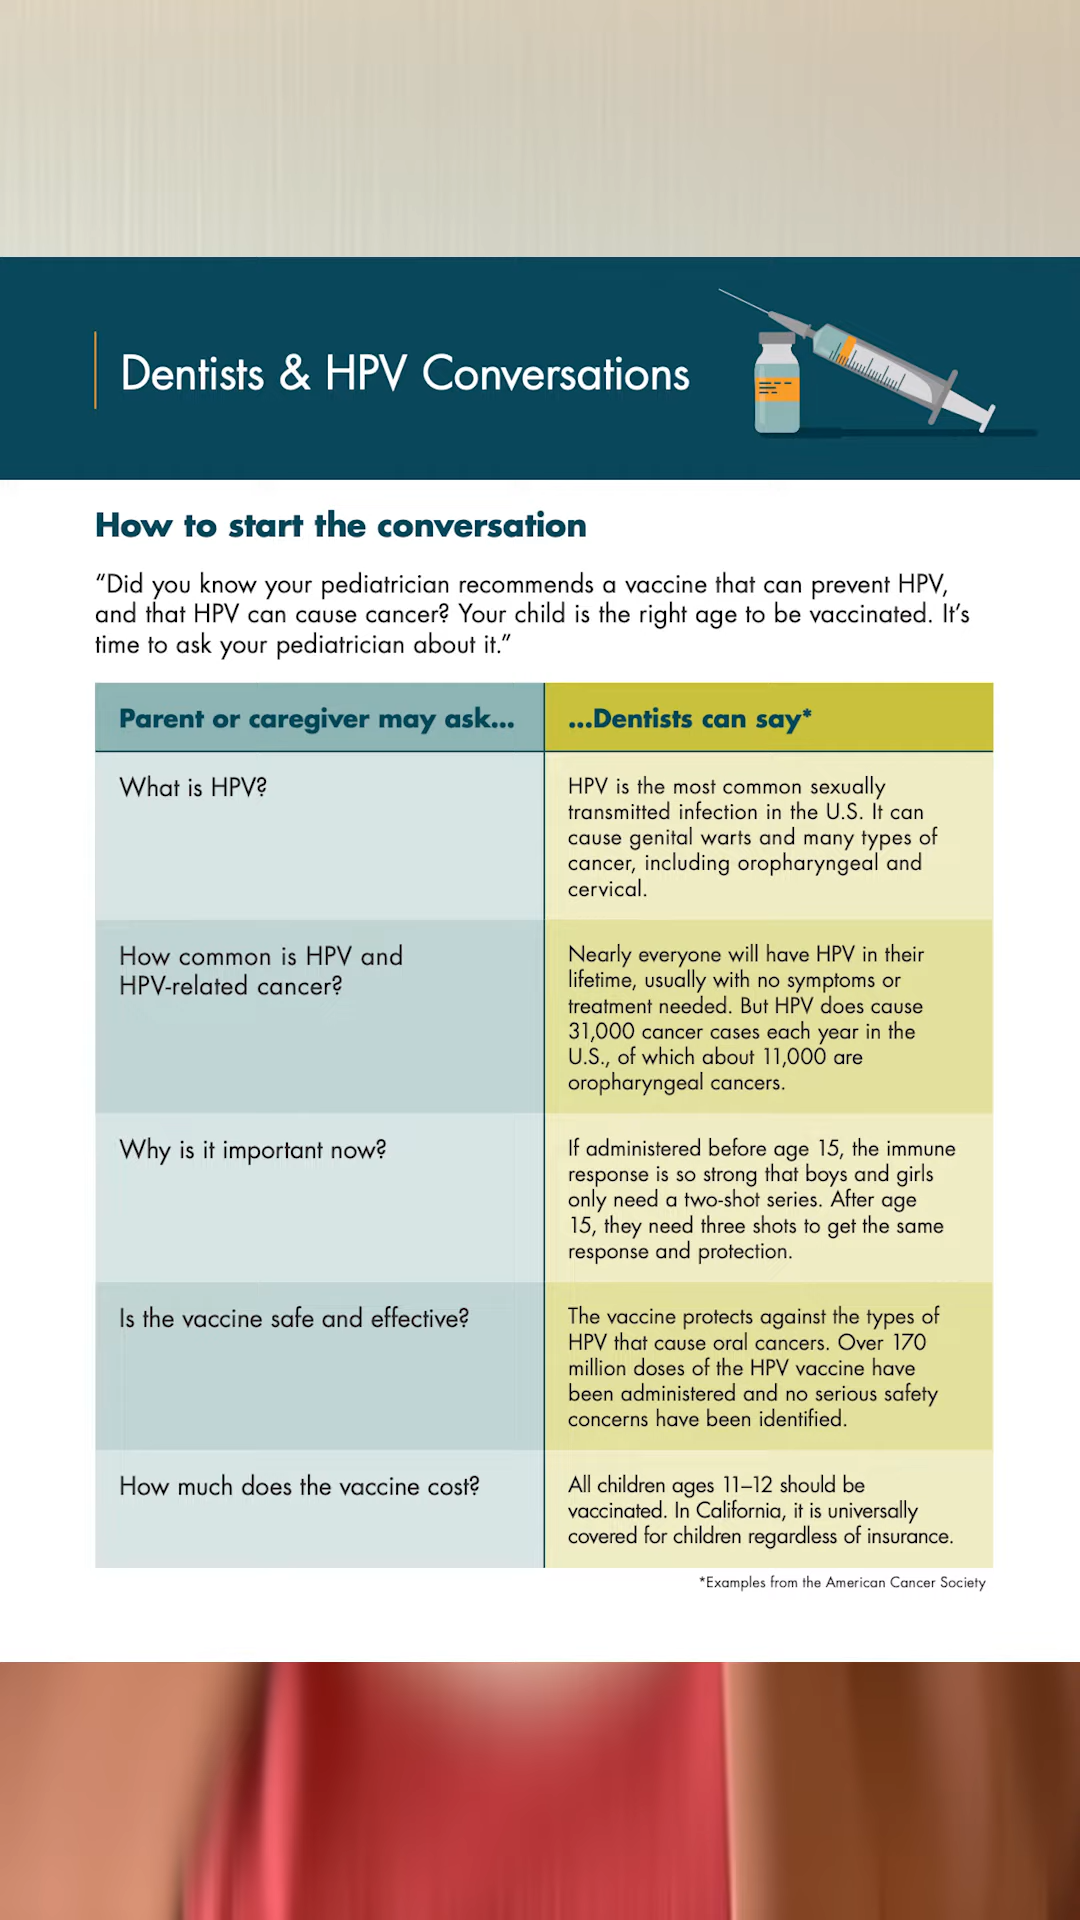 Dentists & HPV Conversations
How to start the conversation
“Did you know your pediatrician recommends a vaccine that can prevent HPV,
and that HPV can cause cancer? Your child is the right age to be vaccinated. It’s
time to ask your pediatrician about it.”
Parent or caregiver may ask...
...Dentists can say*
What is HPV?
HPV is the most common sexually
transmitted infection in the U.S. It can
cause genital warts and many types of
cancer, including oropharyngeal and
cervical.
How common is HPV and
HPV-related cancer?
Nearly everyone will have HPV in their
lifetime, usually with no symptoms or
treatment needed. But HPV does cause
31,000 cancer cases each year in the
U.S., of which about 11,000 are
oropharyngeal cancers.
Why is it important now?
If administered before age 15, the immune
response is so strong that boys and girls
only need a two-shot series. After age
15, they need three shots to get the same
response and protection.
Is the vaccine safe and effective?
The vaccine protects against the types of
HPV that cause oral cancers. Over 170
million doses of the HPV vaccine have
been administered and no serious safety
concerns have been identified.
How much does the vaccine cost?
All children ages 11–12 should be
vaccinated. In California, it is universally
covered for children regardless of insurance.
*Examples from the American Cancer Society